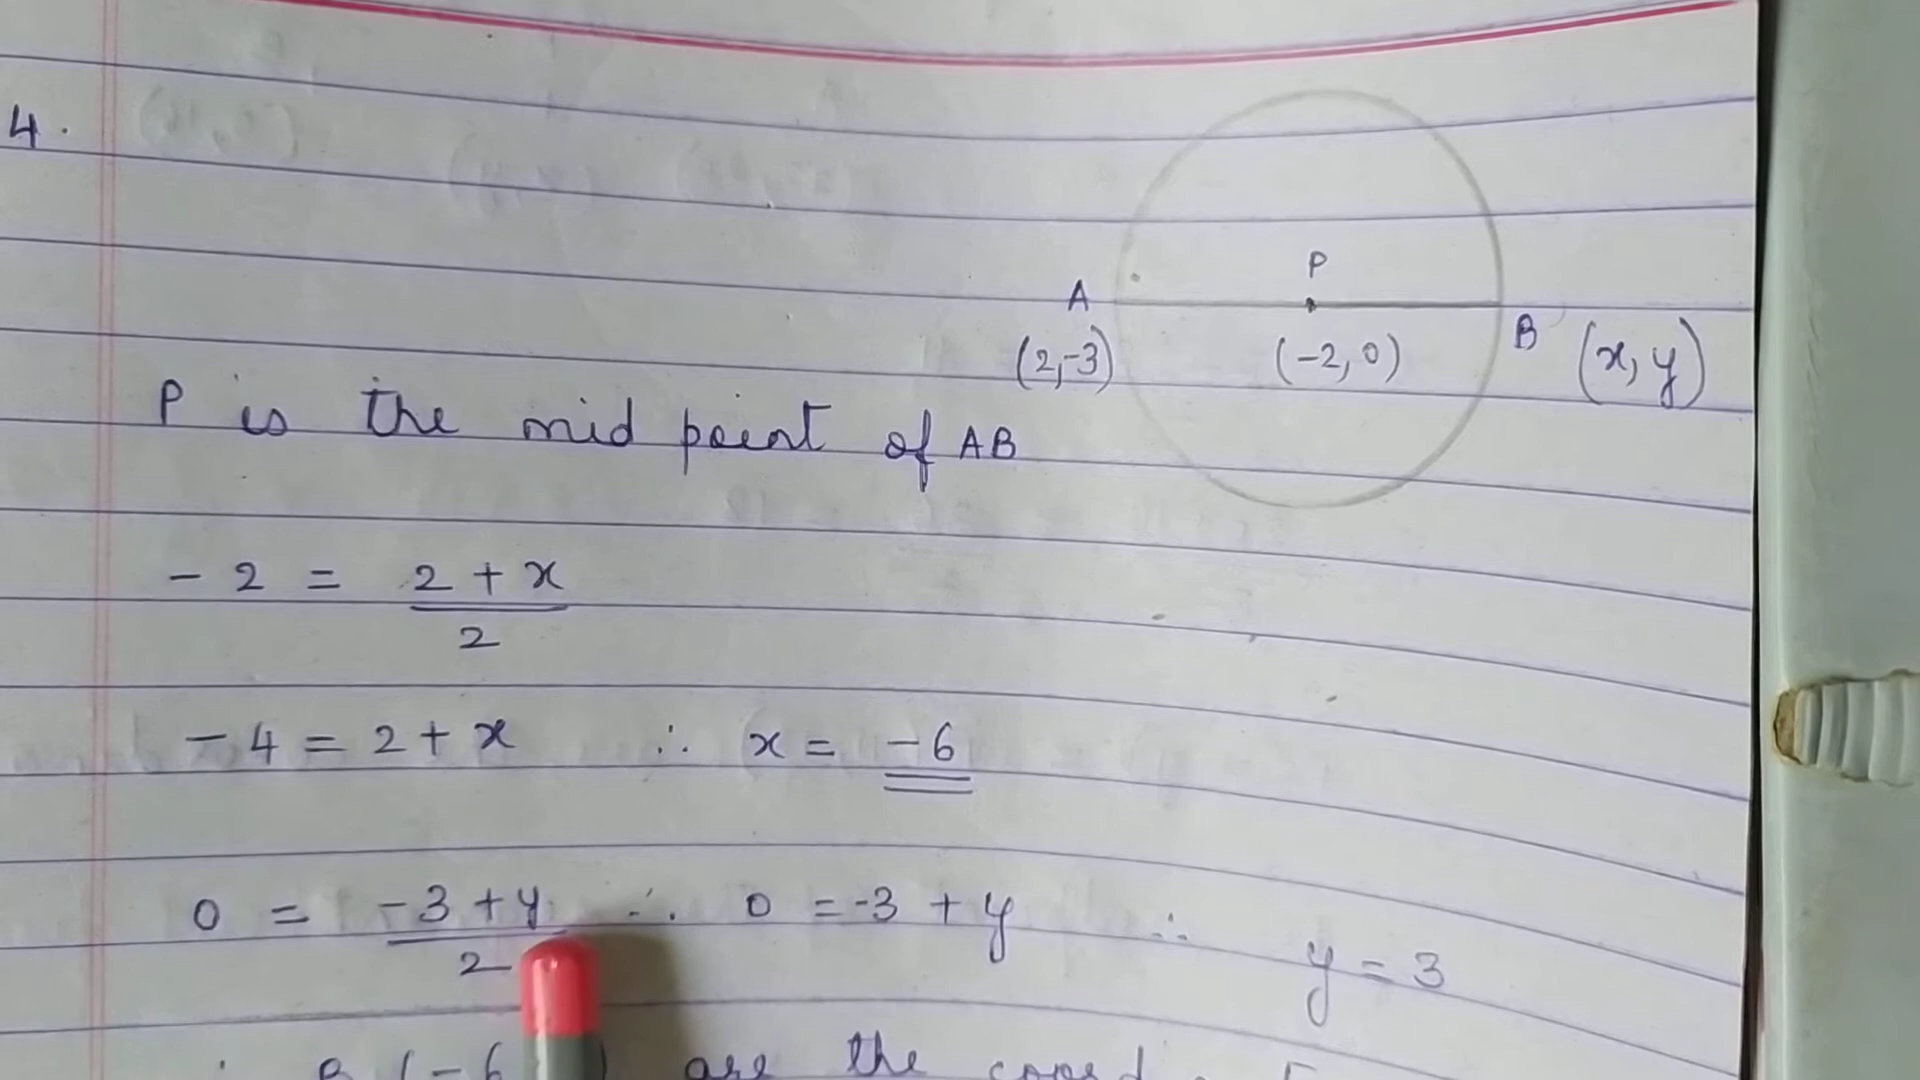 4.
P
A
B (x, y)
(2,-3) (-2,0)
P is the mid point of AB
-2 = 2 + x / 2
-4 = 2 + x ∴ x = -6
0 = -3 + y / 2 ∴ 0 = -3 + y ∴ y = 3
∴ B (-6 ) are the